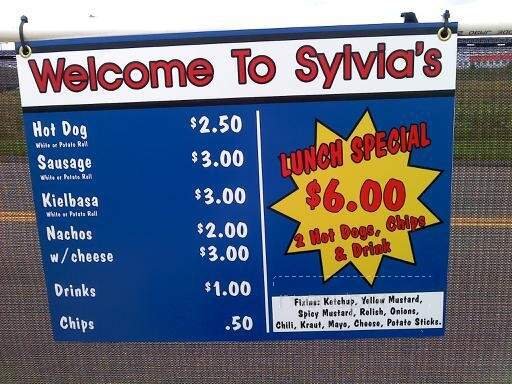 Welcome To Sylvia's
Hot Dog $2.50
White or Potato Roll
Sausage $3.00
White or Potato Roll
Kielbasa $3.00
White or Potato Roll
Nachos $2.00
w/cheese $3.00
Drinks $1.00
Chips .50
LUNCH SPECIAL
$6.00
2 Hot Dogs, Chips
& Drink
Fixins: Ketchup, Yellow Mustard,
Spicy Mustard, Relish, Onions,
Chili, Kraut, Mayo, Cheese, Potato Sticks.